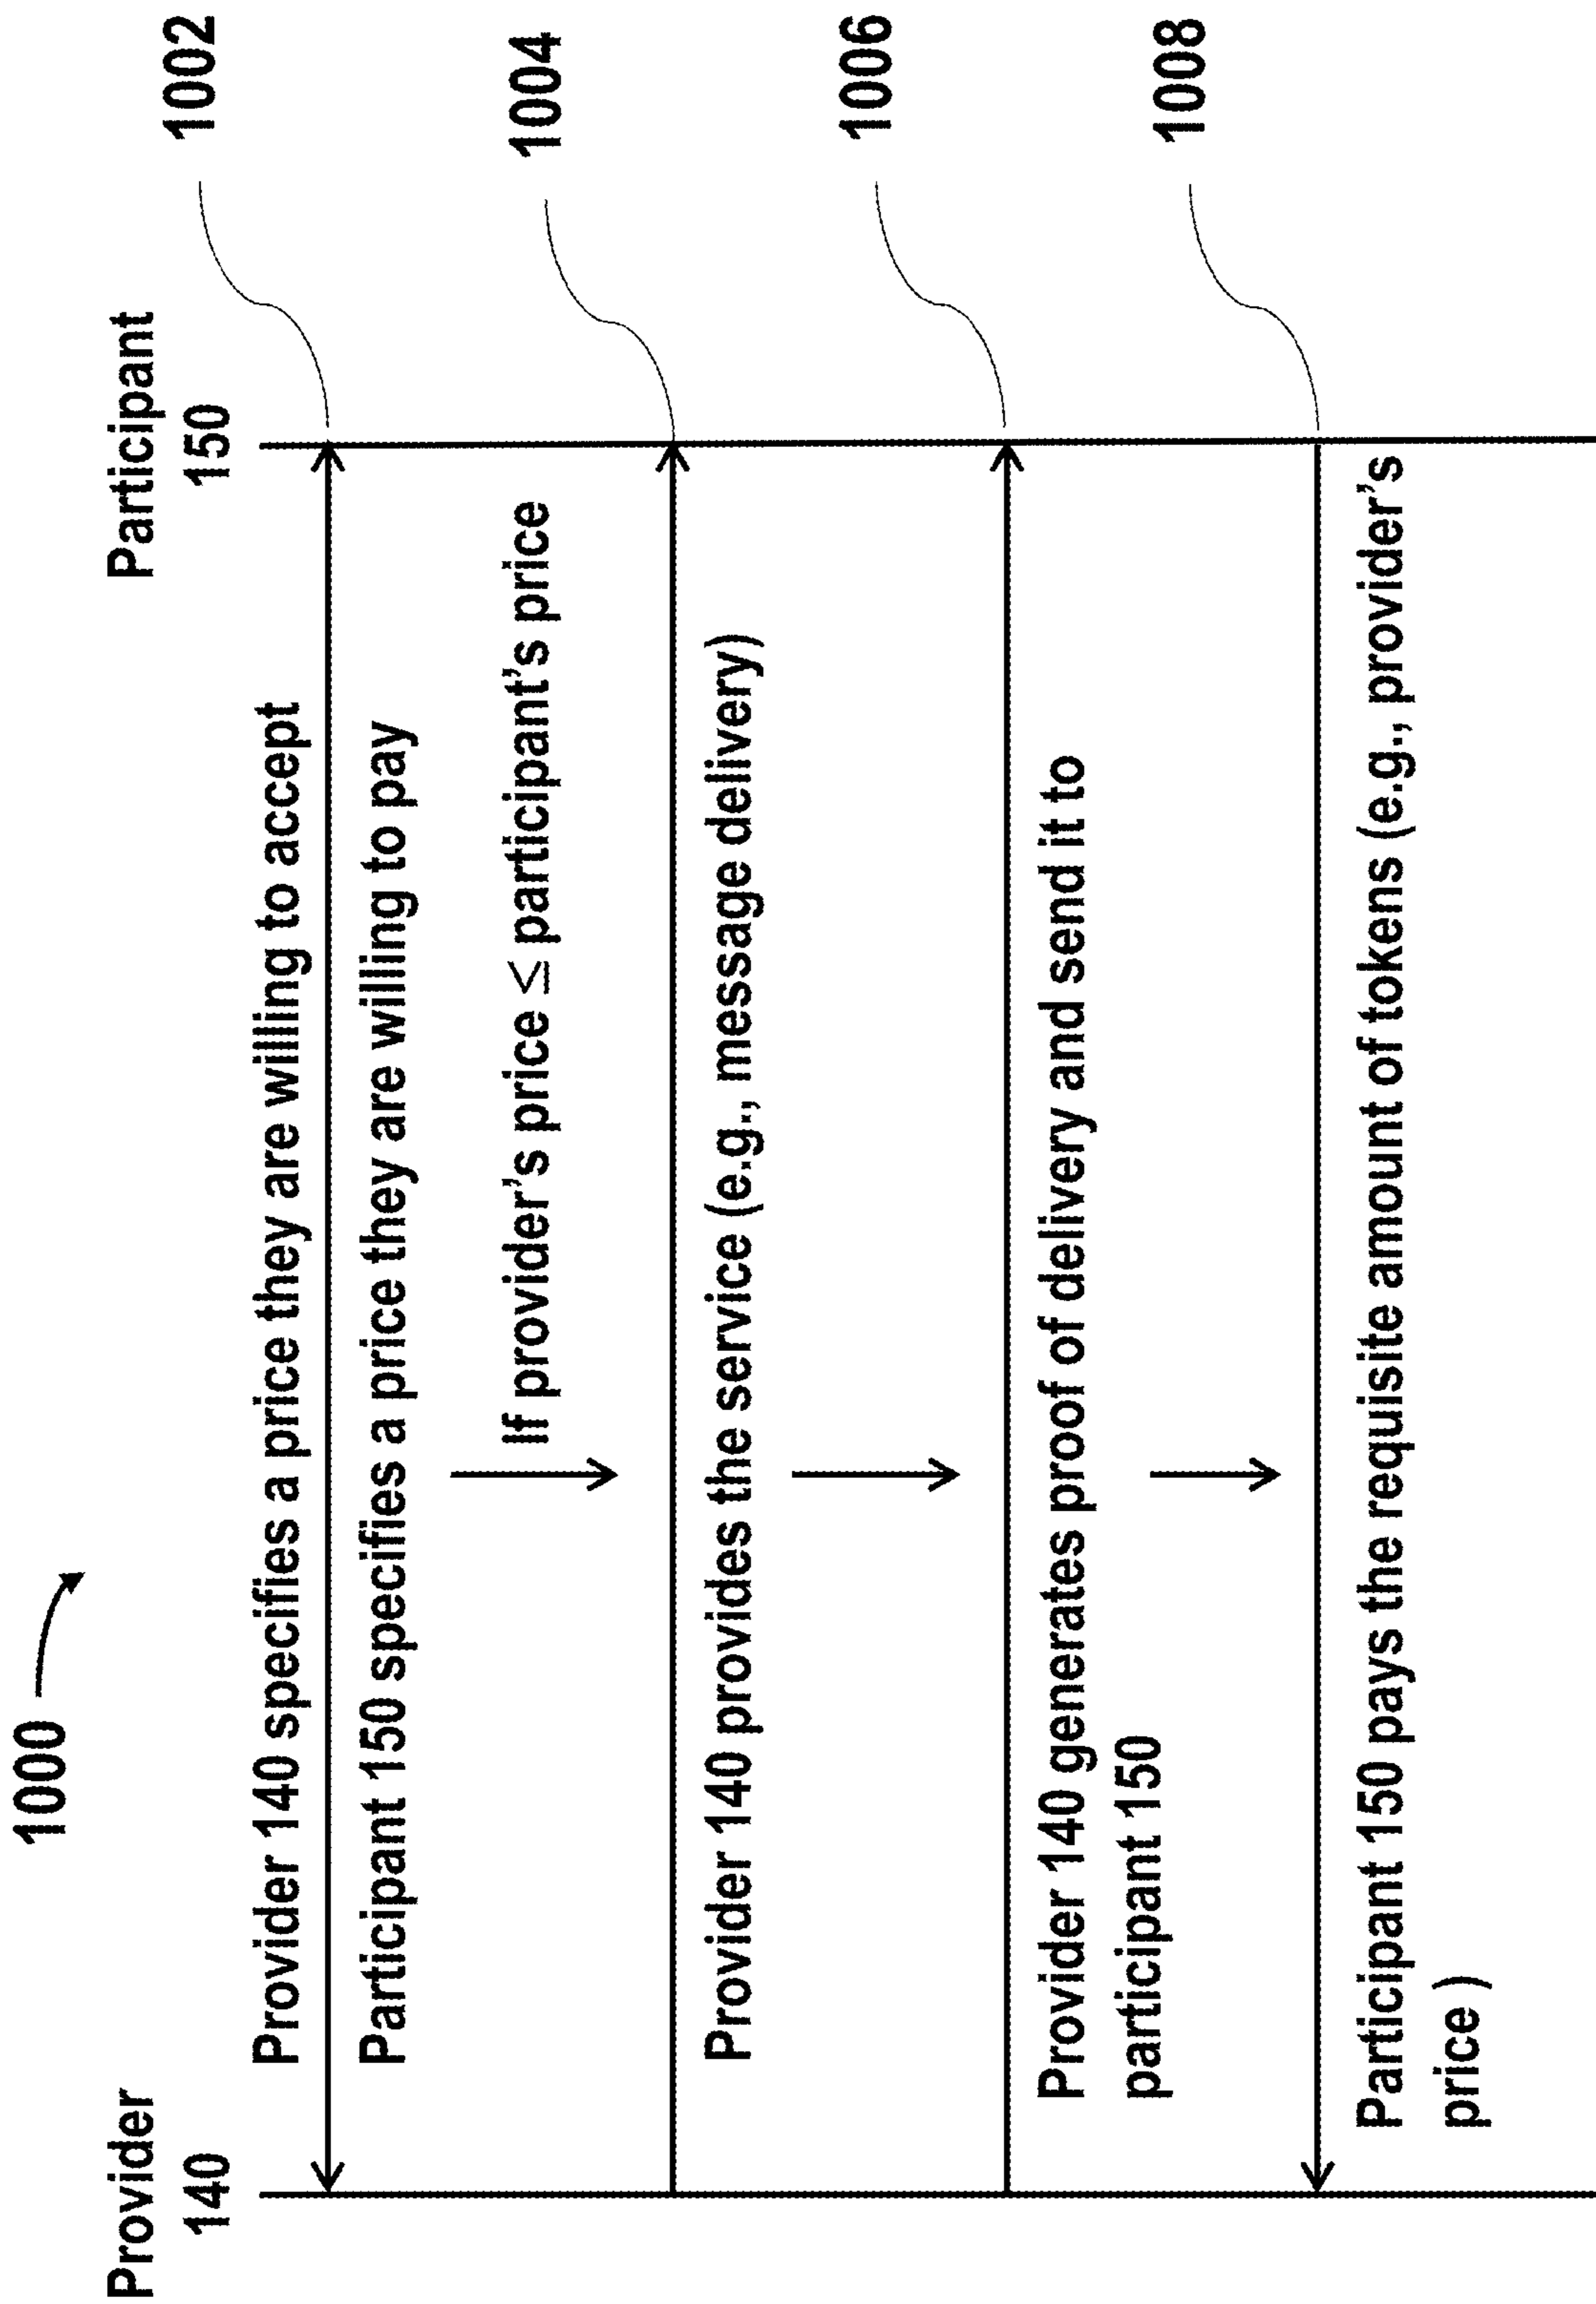 1000
Provider
140
Participant
150
Provider 140 specifies a price they are willing to accept
1002
Participant 150 specifies a price they are willing to pay
If provider's price ≤ participant's price
1004
Provider 140 provides the service (e.g., message delivery)
1006
Provider 140 generates proof of delivery and send it to
participant 150
1008
Participant 150 pays the requisite amount of tokens (e.g., provider's
price )